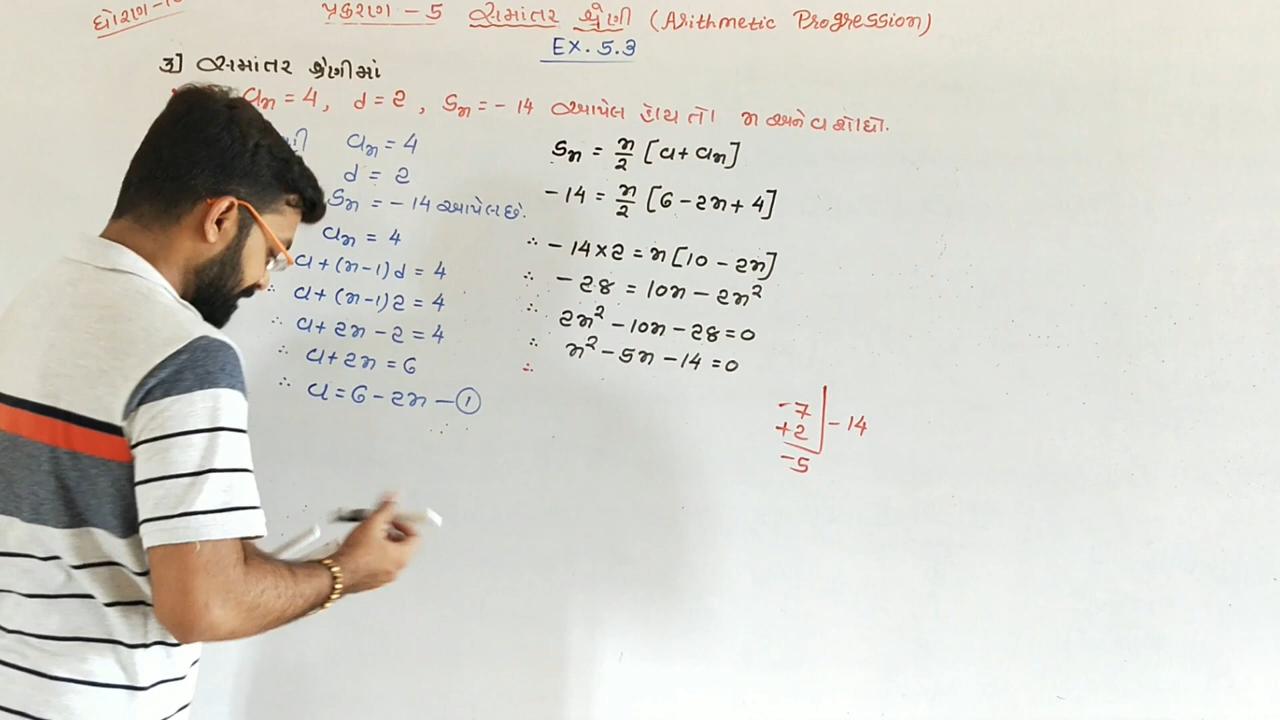 ધોરણ-10
પ્રકરણ - 5 સમાંતર શ્રેણી (Arithmetic Progression)
EX. 5.3
3] સમાંતર શ્રેણીમાં
an = 4, d = 2, Sn = - 14 આપેલ હોય તો n અને a શોધો.
an = 4
d = 2
Sn = - 14 આપેલ છે.
an = 4
a + (n-1)d = 4
∴ a + (n-1)2 = 4
∴ a + 2n - 2 = 4
∴ a + 2n = 6
∴ a = 6 - 2n - ①
Sn = n/2 [a + an]
-14 = n/2 [6 - 2n + 4]
∴ - 14 × 2 = n [10 - 2n]
∴ - 28 = 10n - 2n²
∴ 2n² - 10n - 28 = 0
∴ n² - 5n - 14 = 0
∴
-7
+2 | - 14
-5